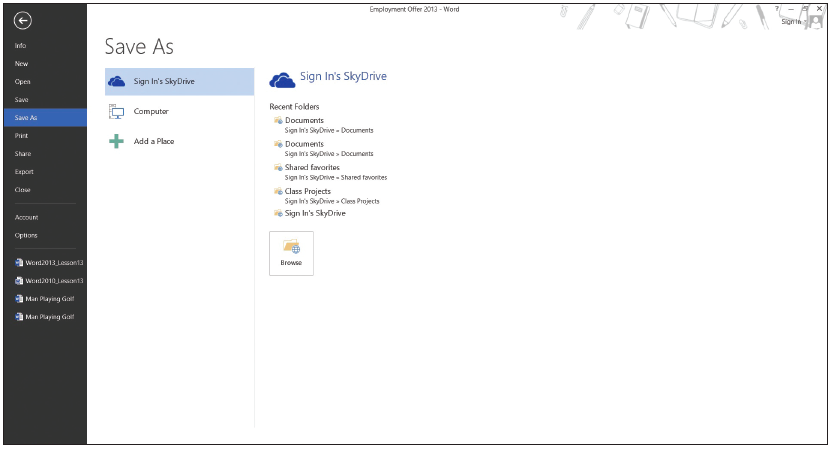 Employment Offer 2013 - Word
? – ✕
Sign In
Info
New
Open
Save
Save As
Print
Share
Export
Close
Account
Options
Word2013_Lesson13
Word2010_Lesson13
Man Playing Golf
Man Playing Golf
Save As
Sign In's SkyDrive
Computer
Add a Place
Sign In's SkyDrive
Recent Folders
Documents
Sign In's SkyDrive » Documents
Documents
Sign In's SkyDrive » Documents
Shared favorites
Sign In's SkyDrive » Shared favorites
Class Projects
Sign In's SkyDrive » Class Projects
Sign In's SkyDrive
Browse